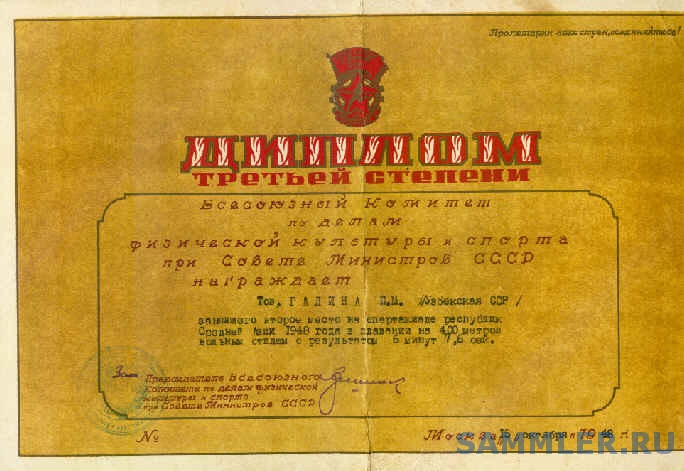 Пролетарии всех стран, соединяйтесь!
ДИПЛОМ
ТРЕТЬЕЙ СТЕПЕНИ
Всесоюзный Комитет
по делам
физической культуры и спорта
при Совете Министров СССР
награждает
Тов. ГАЛИНА П.М. /Узбекская ССР/
занявшего второе место на спартакиаде республик
Средней Азии 1948 года в плавании на 400 метров
вольным стилем с результатом 6 минут 7,6 сек.
Председатель Всесоюзного
Комитета по делам физической
культуры и спорта
при Совете Министров СССР
№ Москва октября 1948 г.
SAMMLER.RU